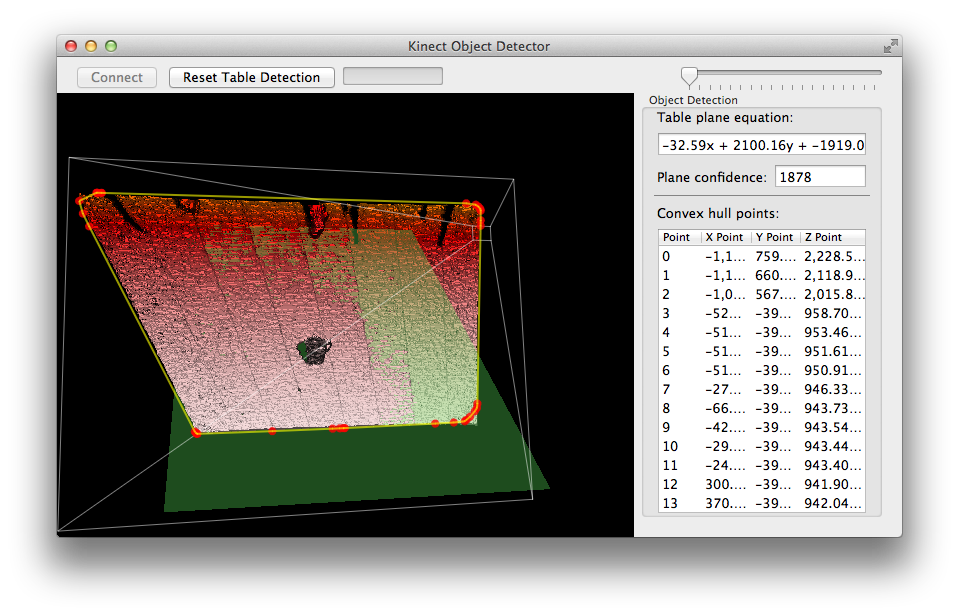 Kinect Object Detector
Connect Reset Table Detection
Object Detection
Table plane equation:
-32.59x + 2100.16y + -1919.0
Plane confidence: 1878
Convex hull points:
Point X Point Y Point Z Point
0 -1,1... 759.... 2,228.5...
1 -1,1... 660.... 2,118.9...
2 -1,0... 567.... 2,015.8...
3 -52... -39... 958.70...
4 -51... -39... 953.46...
5 -51... -39... 951.61...
6 -51... -39... 950.91...
7 -27... -39... 946.33...
8 -66... -39... 943.73...
9 -42... -39... 943.54...
10 -29... -39... 943.44...
11 -24... -39... 943.40...
12 300.... -39... 941.90...
13 370.... -39... 942.04...